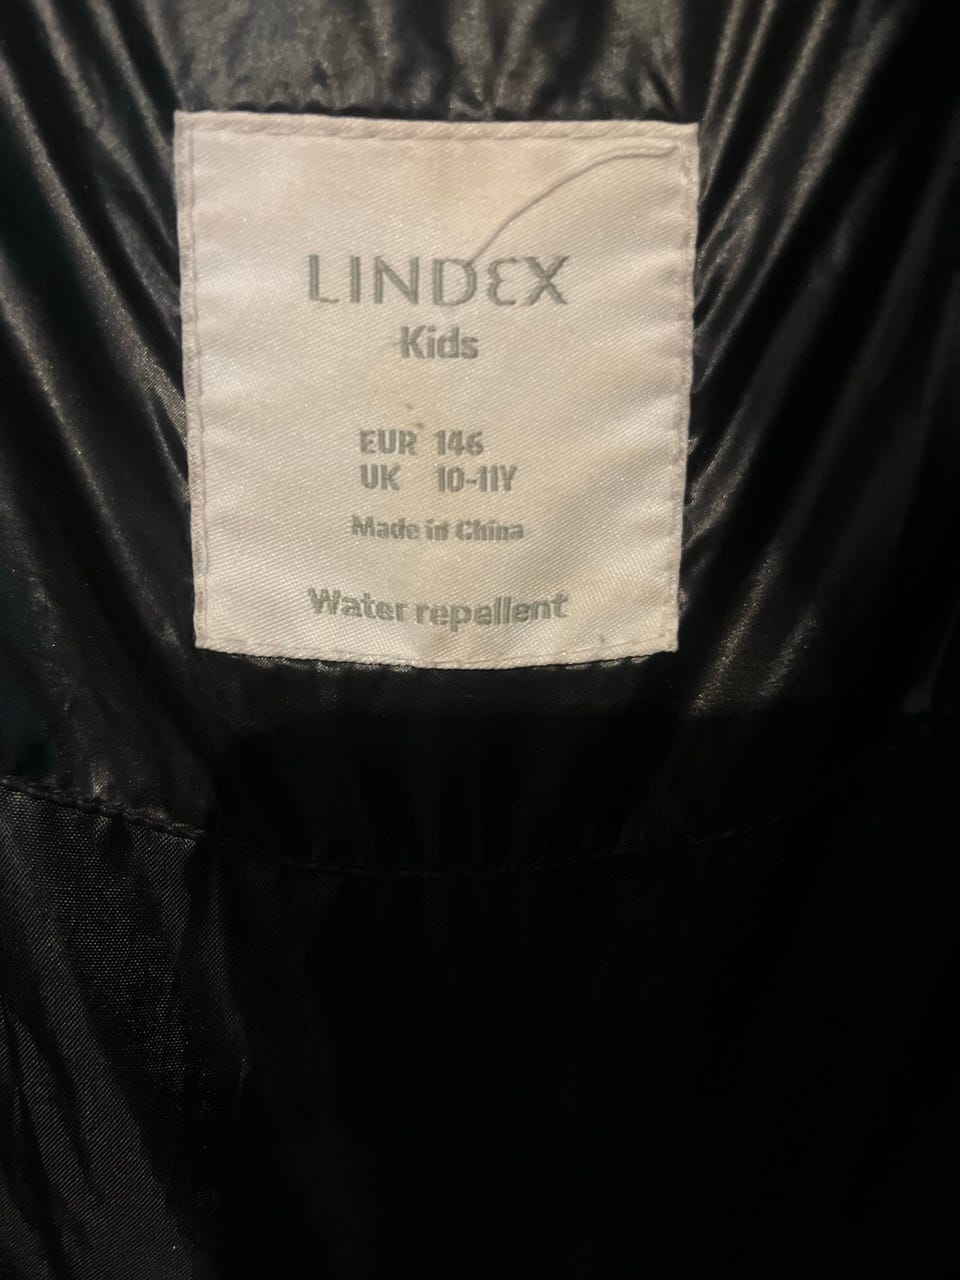 LINDEX
Kids
EUR 146
UK 10-11Y
Made in China
Water repellent